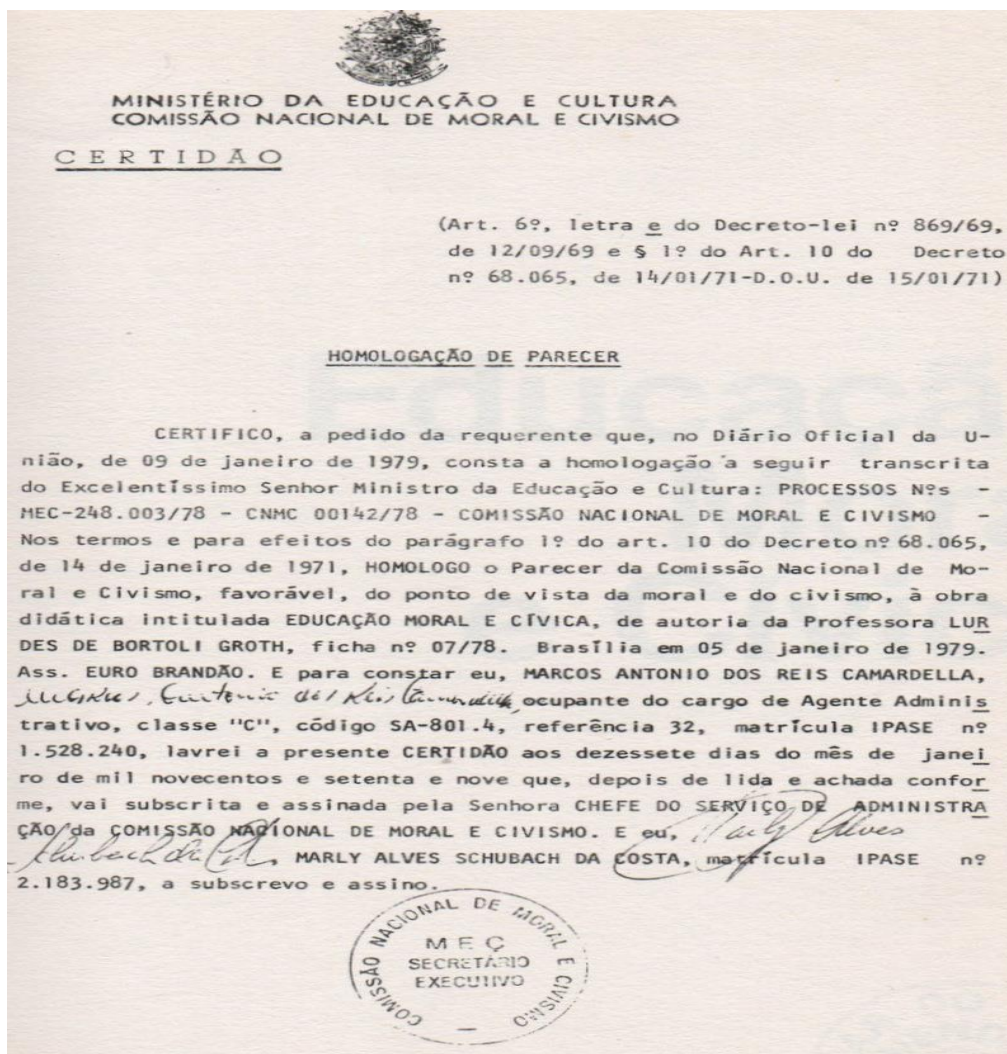 MINISTÉRIO DA EDUCAÇÃO E CULTURA
COMISSÃO NACIONAL DE MORAL E CIVISMO
CERTIDÃO
(Art. 6º, letra e do Decreto-lei nº 869/69,
de 12/09/69 e § 1º do Art. 10 do Decreto
nº 68.065, de 14/01/71-D.O.U. de 15/01/71)
HOMOLOGAÇÃO DE PARECER
CERTIFICO, a pedido da requerente que, no Diário Oficial da U-
nião, de 09 de janeiro de 1979, consta a homologação a seguir transcrita
do Excelentíssimo Senhor Ministro da Educação e Cultura: PROCESSOS Nºs -
MEC-248.003/78 - CNMC 00142/78 - COMISSÃO NACIONAL DE MORAL E CIVISMO -
Nos termos e para efeitos do parágrafo 1º do art. 10 do Decreto nº 68.065,
de 14 de janeiro de 1971, HOMOLOGO o Parecer da Comissão Nacional de Mo-
ral e Civismo, favorável, do ponto de vista da moral e do civismo, à obra
didática intitulada EDUCAÇÃO MORAL E CÍVICA, de autoria da Professora LUR
DES DE BORTOLI GROTH, ficha nº 07/78. Brasília em 05 de janeiro de 1979.
Ass. EURO BRANDÃO. E para constar eu, MARCOS ANTONIO DOS REIS CAMARDELLA,
Marcos Antonio dos Reis Camardella, ocupante do cargo de Agente Adminis
trativo, classe "C", código SA-801.4, referência 32, matrícula IPASE nº
1.528.240, lavrei a presente CERTIDÃO aos dezessete dias do mês de janei
ro de mil novecentos e setenta e nove que, depois de lida e achada confor
me, vai subscrita e assinada pela Senhora CHEFE DO SERVIÇO DE ADMINISTRA
ÇÃO da COMISSÃO NACIONAL DE MORAL E CIVISMO. E eu, Marly Alves
Schubach da Costa, MARLY ALVES SCHUBACH DA COSTA, matrícula IPASE nº
2.183.987, a subscrevo e assino.
COMISSÃO NACIONAL DE MORAL E CIVISMO
MEC
SECRETÁRIO
EXECUTIVO